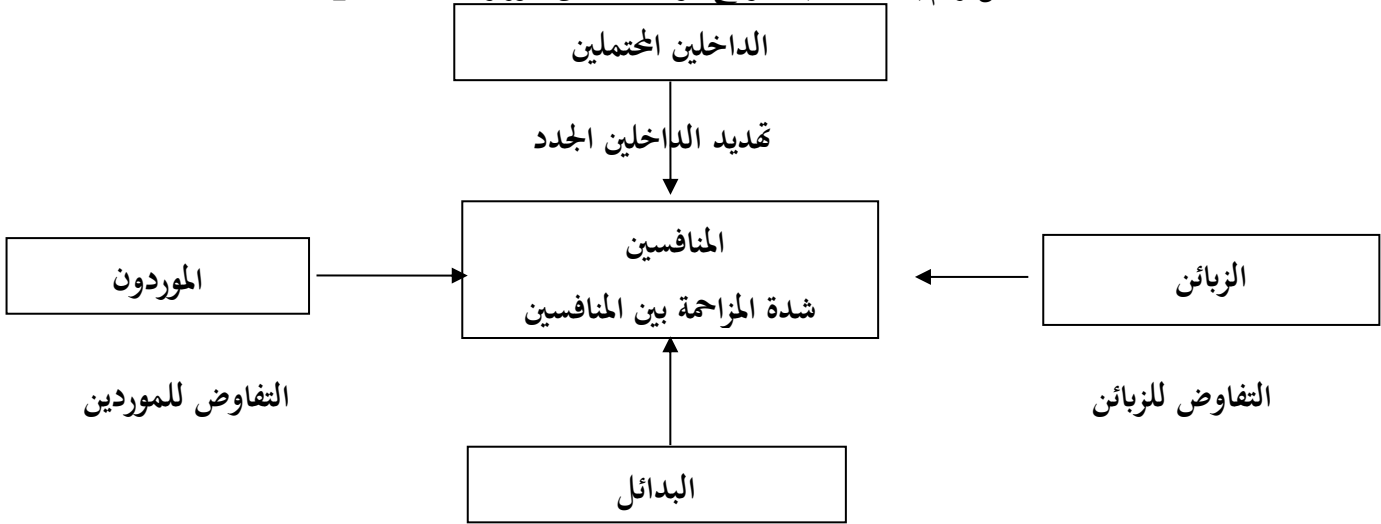 الداخلين المحتملين
تهديد الداخلين الجدد
المنافسين
شدة المزاحمة بين المنافسين
الزبائن
الموردون
التفاوض للزبائن
التفاوض للموردين
البدائل